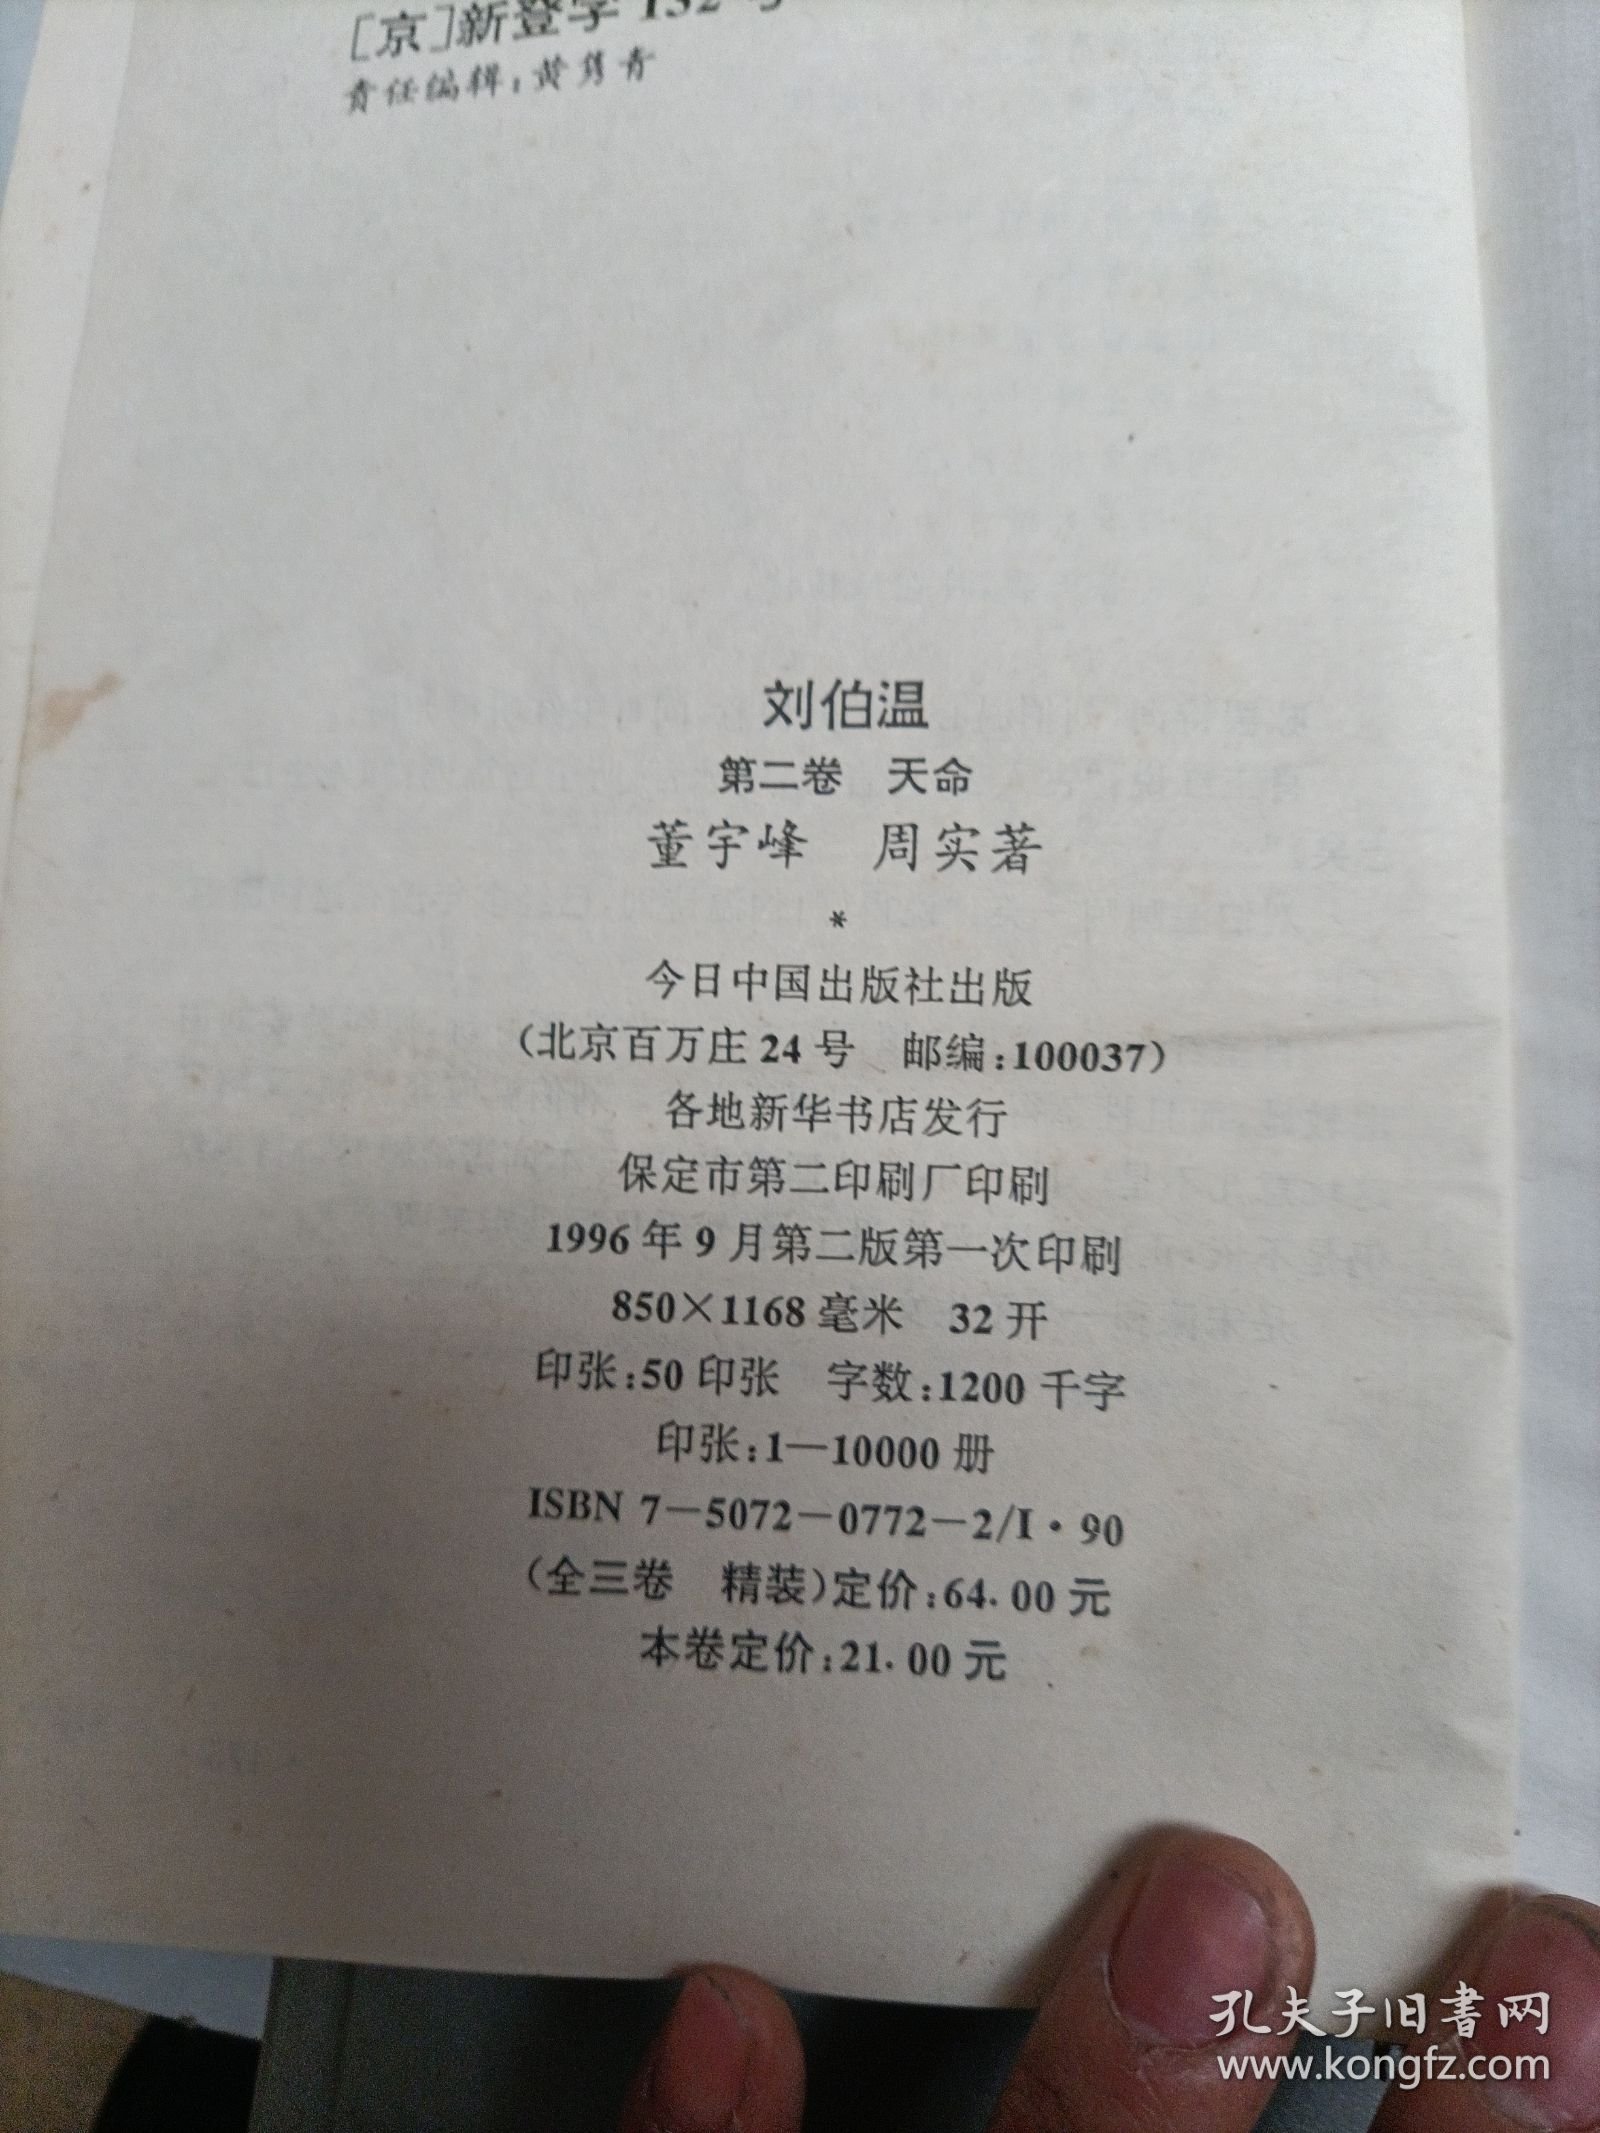 [京]新登字132号
责任编辑:黄隽青
刘伯温
第二卷 天命
董宇峰 周实著
*
今日中国出版社出版
(北京百万庄24号 邮编:100037)
各地新华书店发行
保定市第二印刷厂印刷
1996年9月第二版第一次印刷
850×1168毫米 32开
印张:50印张 字数:1200千字
印张:1—10000册
ISBN 7—5072—0772—2/I·90
(全三卷 精装)定价:64.00元
本卷定价:21.00元
孔夫子旧書网
www.kongfz.com